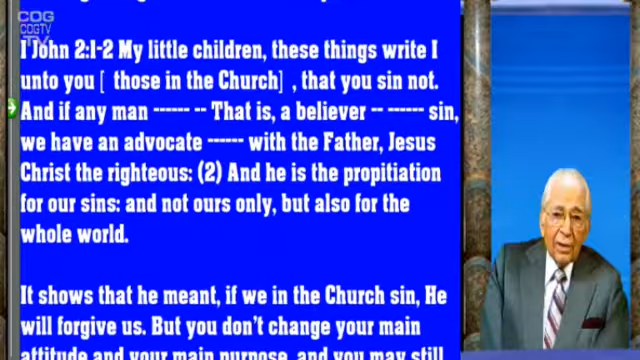 COG
COGTV
TV
I John 2:1-2 My little children, these things write I
unto you [ those in the Church] , that you sin not.
And if any man ------ -- That is, a believer -- ------ sin,
we have an advocate ------ with the Father, Jesus
Christ the righteous: (2) And he is the propitiation
for our sins: and not ours only, but also for the
whole world.
It shows that he meant, if we in the Church sin, He
will forgive us. But you don't change your main
attitude and your main purpose, and you may still